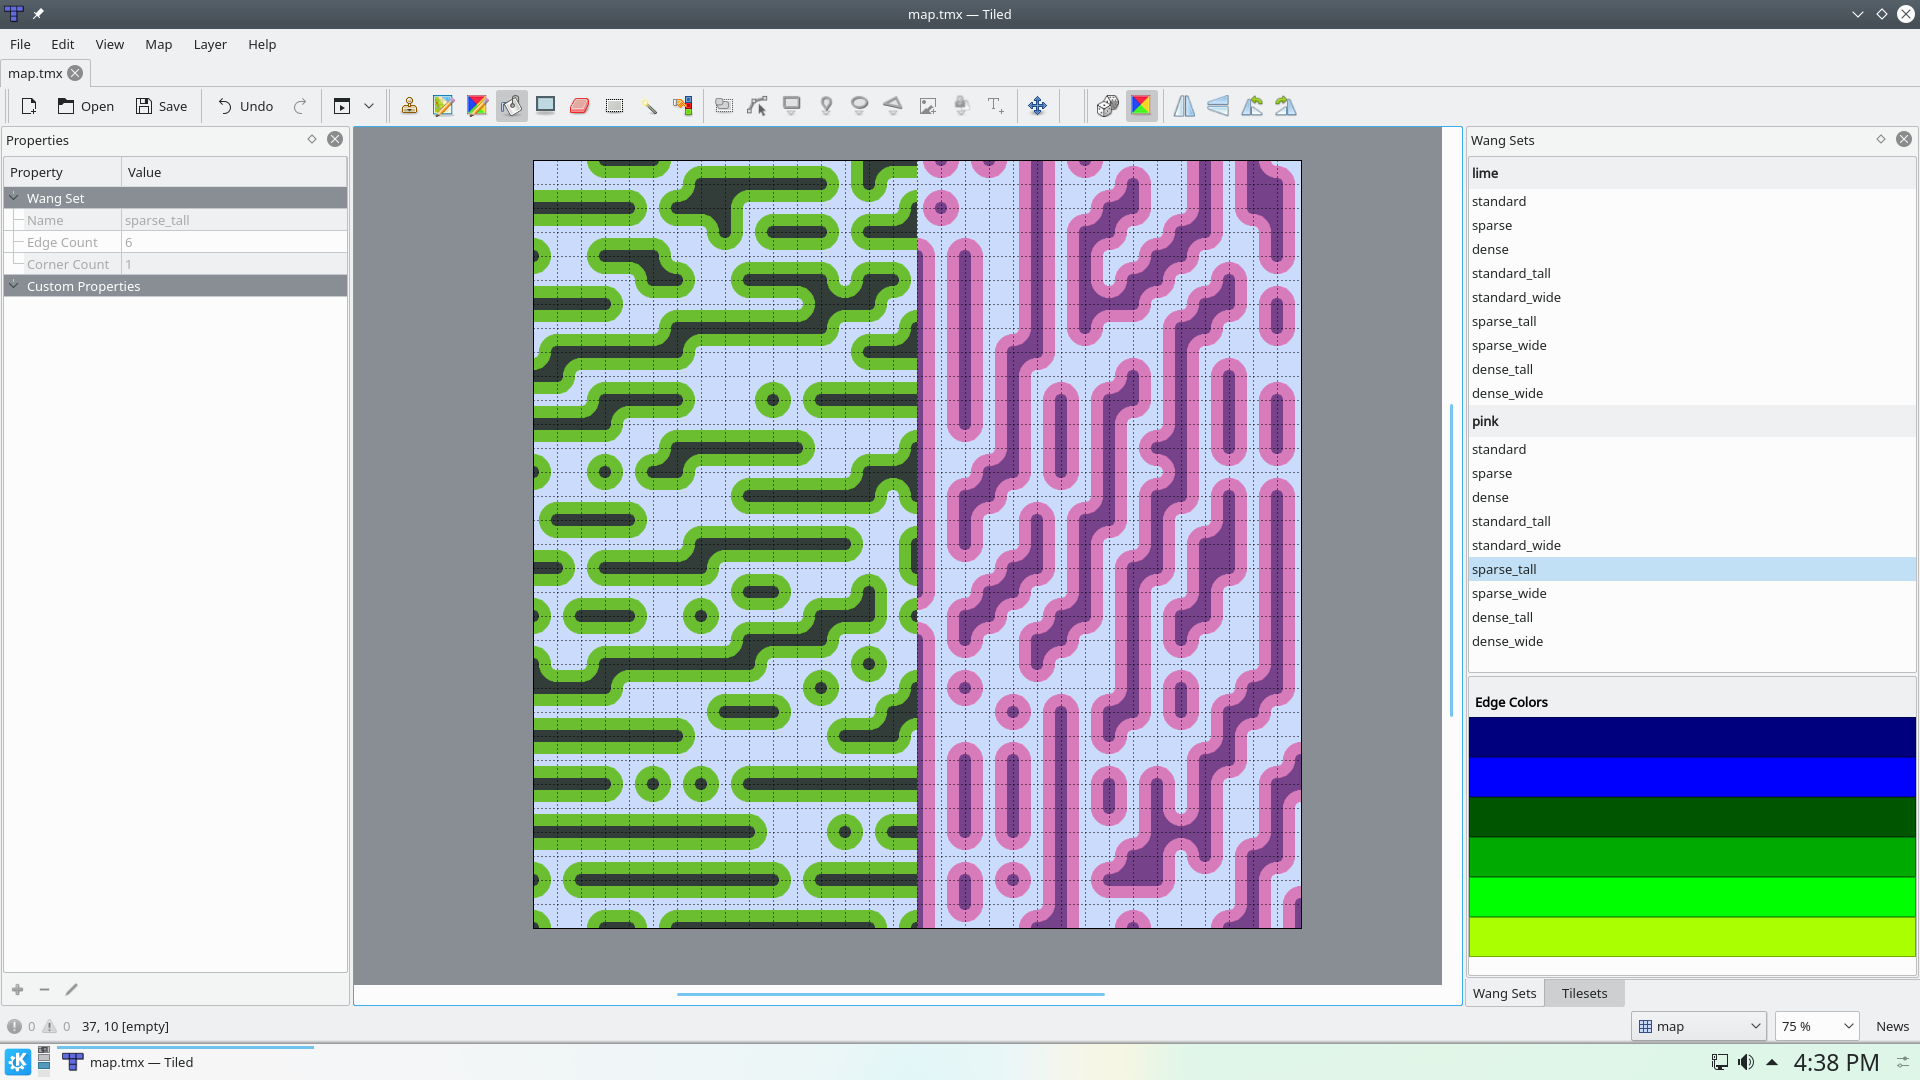 map.tmx — Tiled
File Edit View Map Layer Help
map.tmx
Open Save Undo
Properties
Property Value
Wang Set
Name sparse_tall
Edge Count 6
Corner Count 1
Custom Properties
Wang Sets
lime
standard
sparse
dense
standard_tall
standard_wide
sparse_tall
sparse_wide
dense_tall
dense_wide
pink
standard
sparse
dense
standard_tall
standard_wide
sparse_tall
sparse_wide
dense_tall
dense_wide
Edge Colors
Wang Sets Tilesets
0 0 37, 10 [empty] map 75 % News
map.tmx — Tiled 4:38 PM